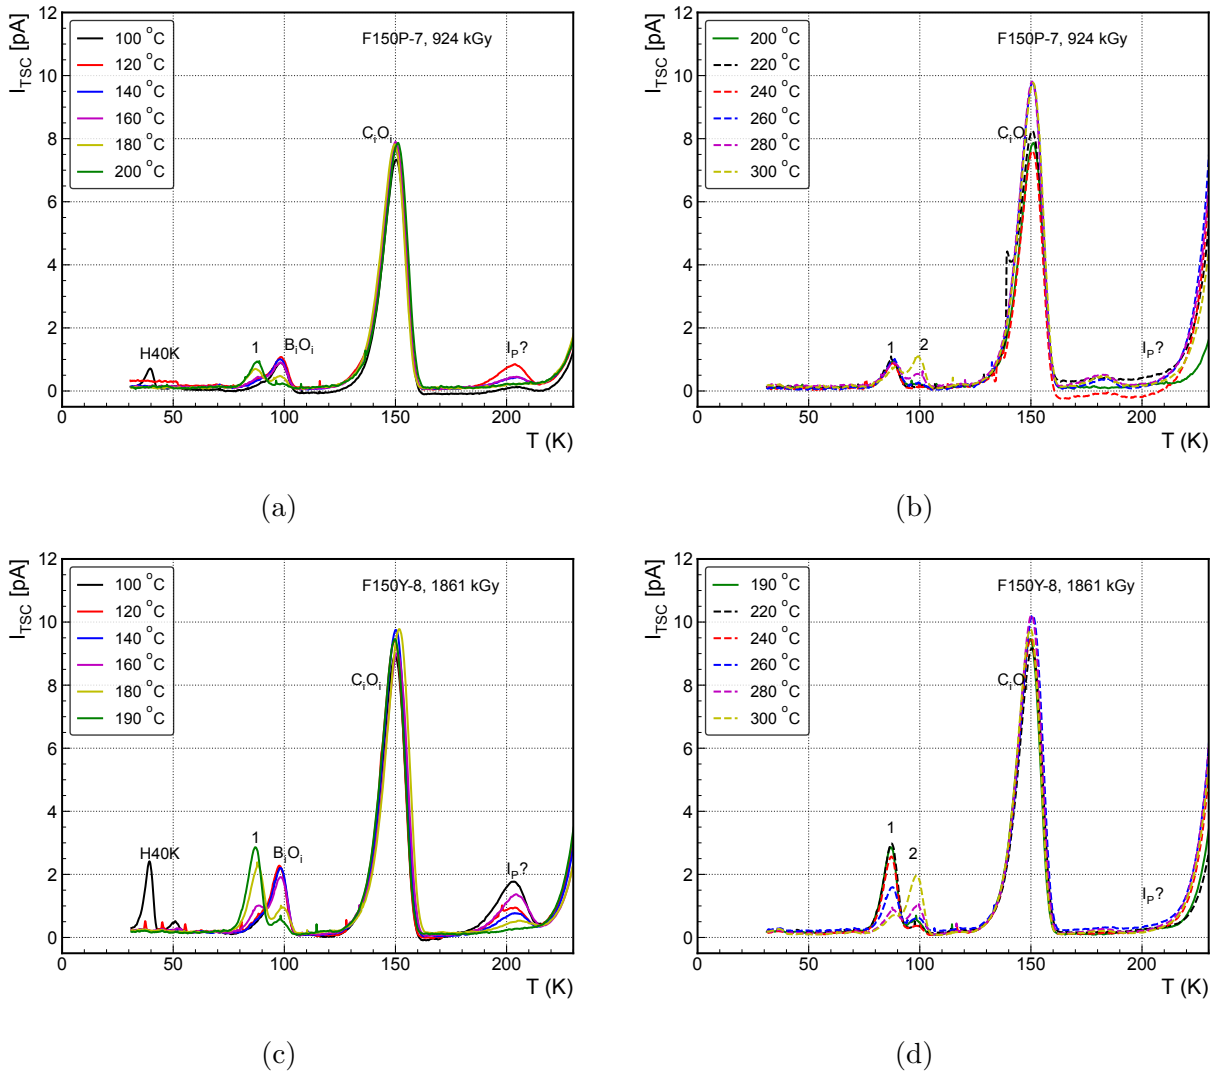 I_TSC [pA]
12
10
8
6
4
2
0
100 °C
120 °C
140 °C
160 °C
180 °C
200 °C
F150P-7, 924 kGy
C_iO_i
H40K
1
B_iO_i
I_P?
0
50
100
150
200
T (K)
(a)
I_TSC [pA]
12
10
8
6
4
2
0
200 °C
220 °C
240 °C
260 °C
280 °C
300 °C
F150P-7, 924 kGy
C_iO_i
1
2
I_P?
0
50
100
150
200
T (K)
(b)
I_TSC [pA]
12
10
8
6
4
2
0
100 °C
120 °C
140 °C
160 °C
180 °C
190 °C
F150Y-8, 1861 kGy
C_iO_i
H40K
1
B_iO_i
I_P?
0
50
100
150
200
T (K)
(c)
I_TSC [pA]
12
10
8
6
4
2
0
190 °C
220 °C
240 °C
260 °C
280 °C
300 °C
F150Y-8, 1861 kGy
C_iO
1
2
I_P?
0
50
100
150
200
T (K)
(d)